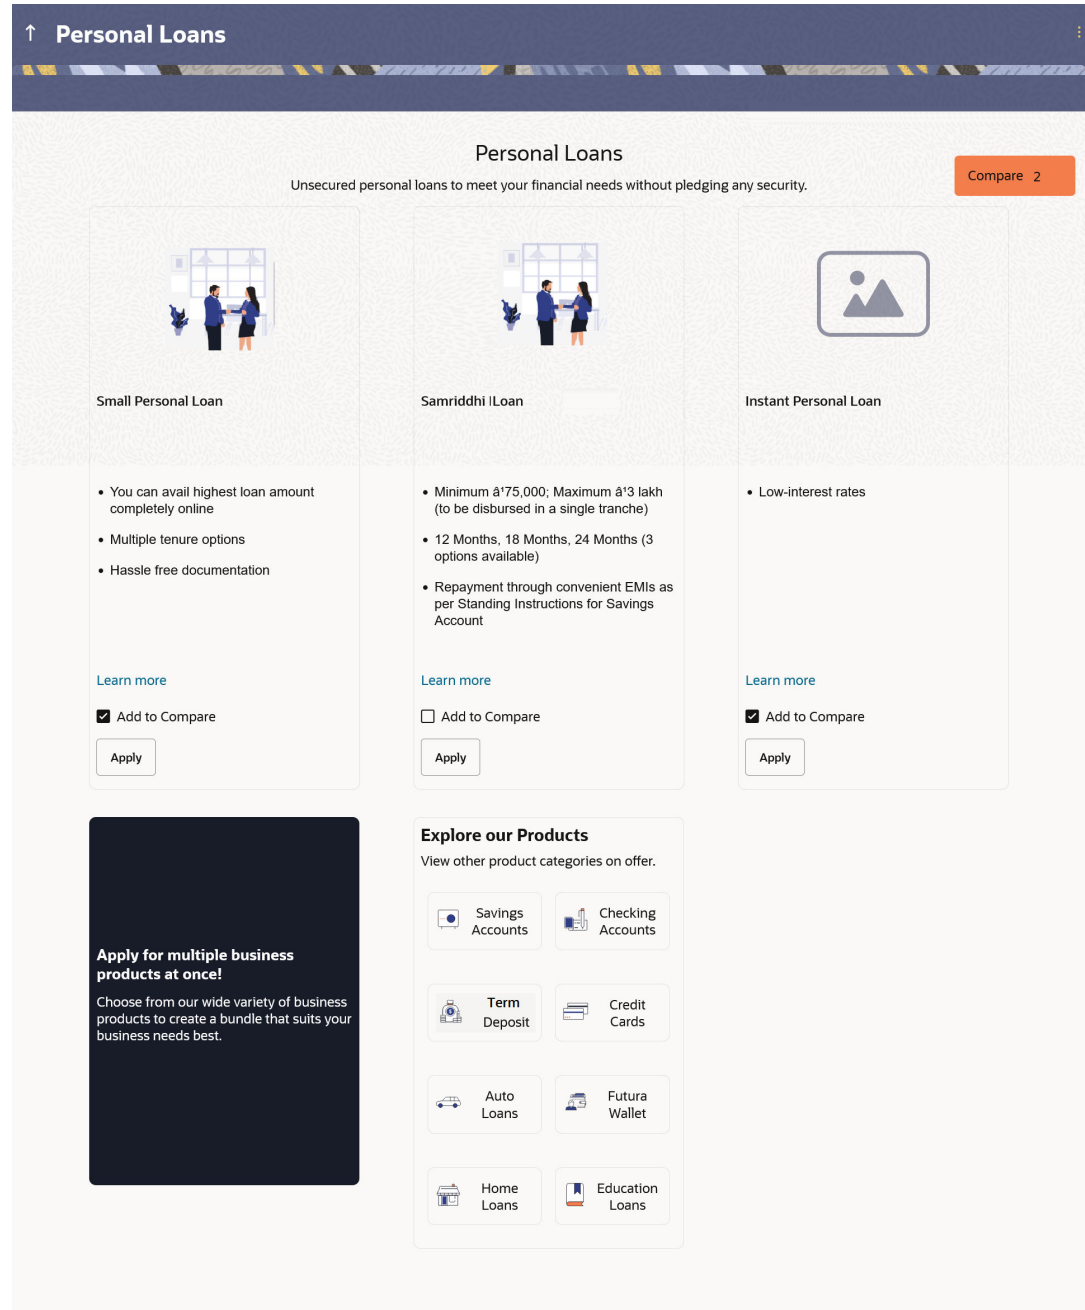 Personal Loans
Personal Loans
Unsecured personal loans to meet your financial needs without pledging any security.
Compare 2
Small Personal Loan
• You can avail highest loan amount
completely online
• Multiple tenure options
• Hassle free documentation
Learn more
Add to Compare
Apply
Samriddhi lLoan
• Minimum â¹75,000; Maximum â¹3 lakh
(to be disbursed in a single tranche)
• 12 Months, 18 Months, 24 Months (3
options available)
• Repayment through convenient EMIs as
per Standing Instructions for Savings
Account
Learn more
Add to Compare
Apply
Instant Personal Loan
• Low-interest rates
Learn more
Add to Compare
Apply
Apply for multiple business
products at once!
Choose from our wide variety of business
products to create a bundle that suits your
business needs best.
Explore our Products
View other product categories on offer.
Savings
Accounts
Checking
Accounts
Term
Deposit
Credit
Cards
Auto
Loans
Futura
Wallet
Home
Loans
Education
Loans